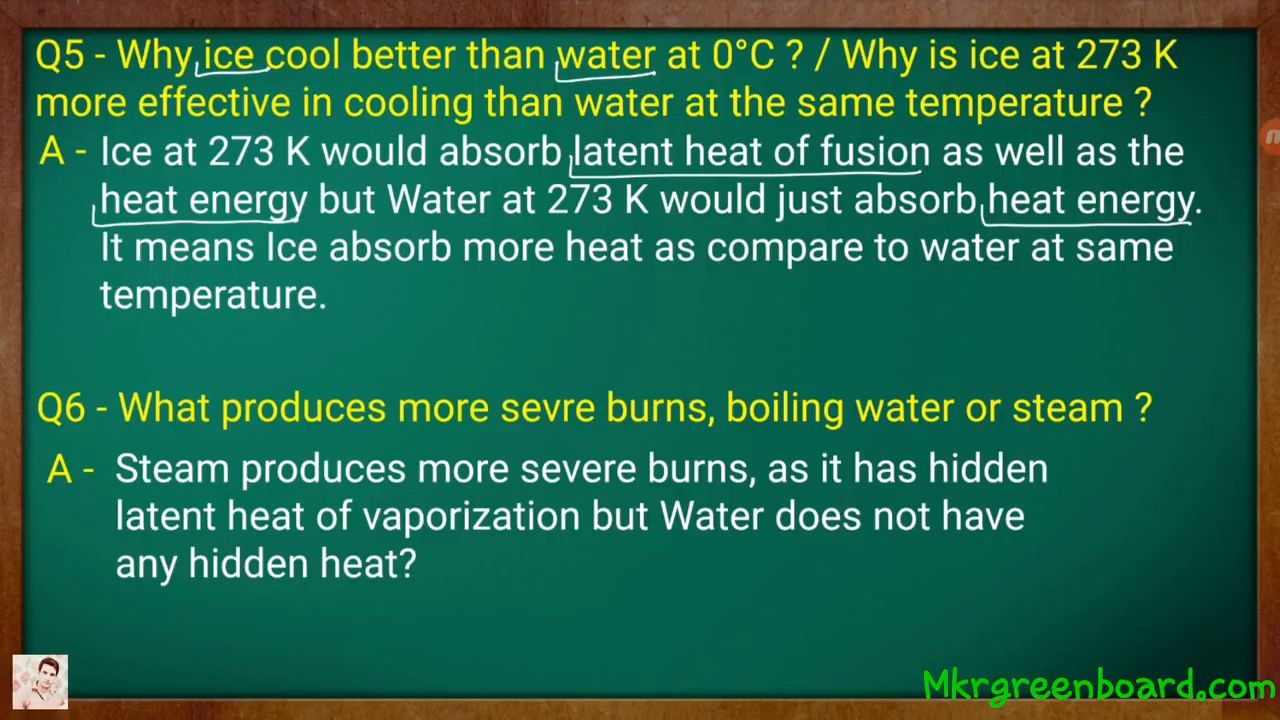 Q5 - Why ice cool better than water at 0°C ? / Why is ice at 273 K
more effective in cooling than water at the same temperature ?
A - Ice at 273 K would absorb latent heat of fusion as well as the
heat energy but Water at 273 K would just absorb heat energy.
It means Ice absorb more heat as compare to water at same
temperature.
Q6 - What produces more sevre burns, boiling water or steam ?
A - Steam produces more severe burns, as it has hidden
latent heat of vaporization but Water does not have
any hidden heat?
Mkrgreenboard.com